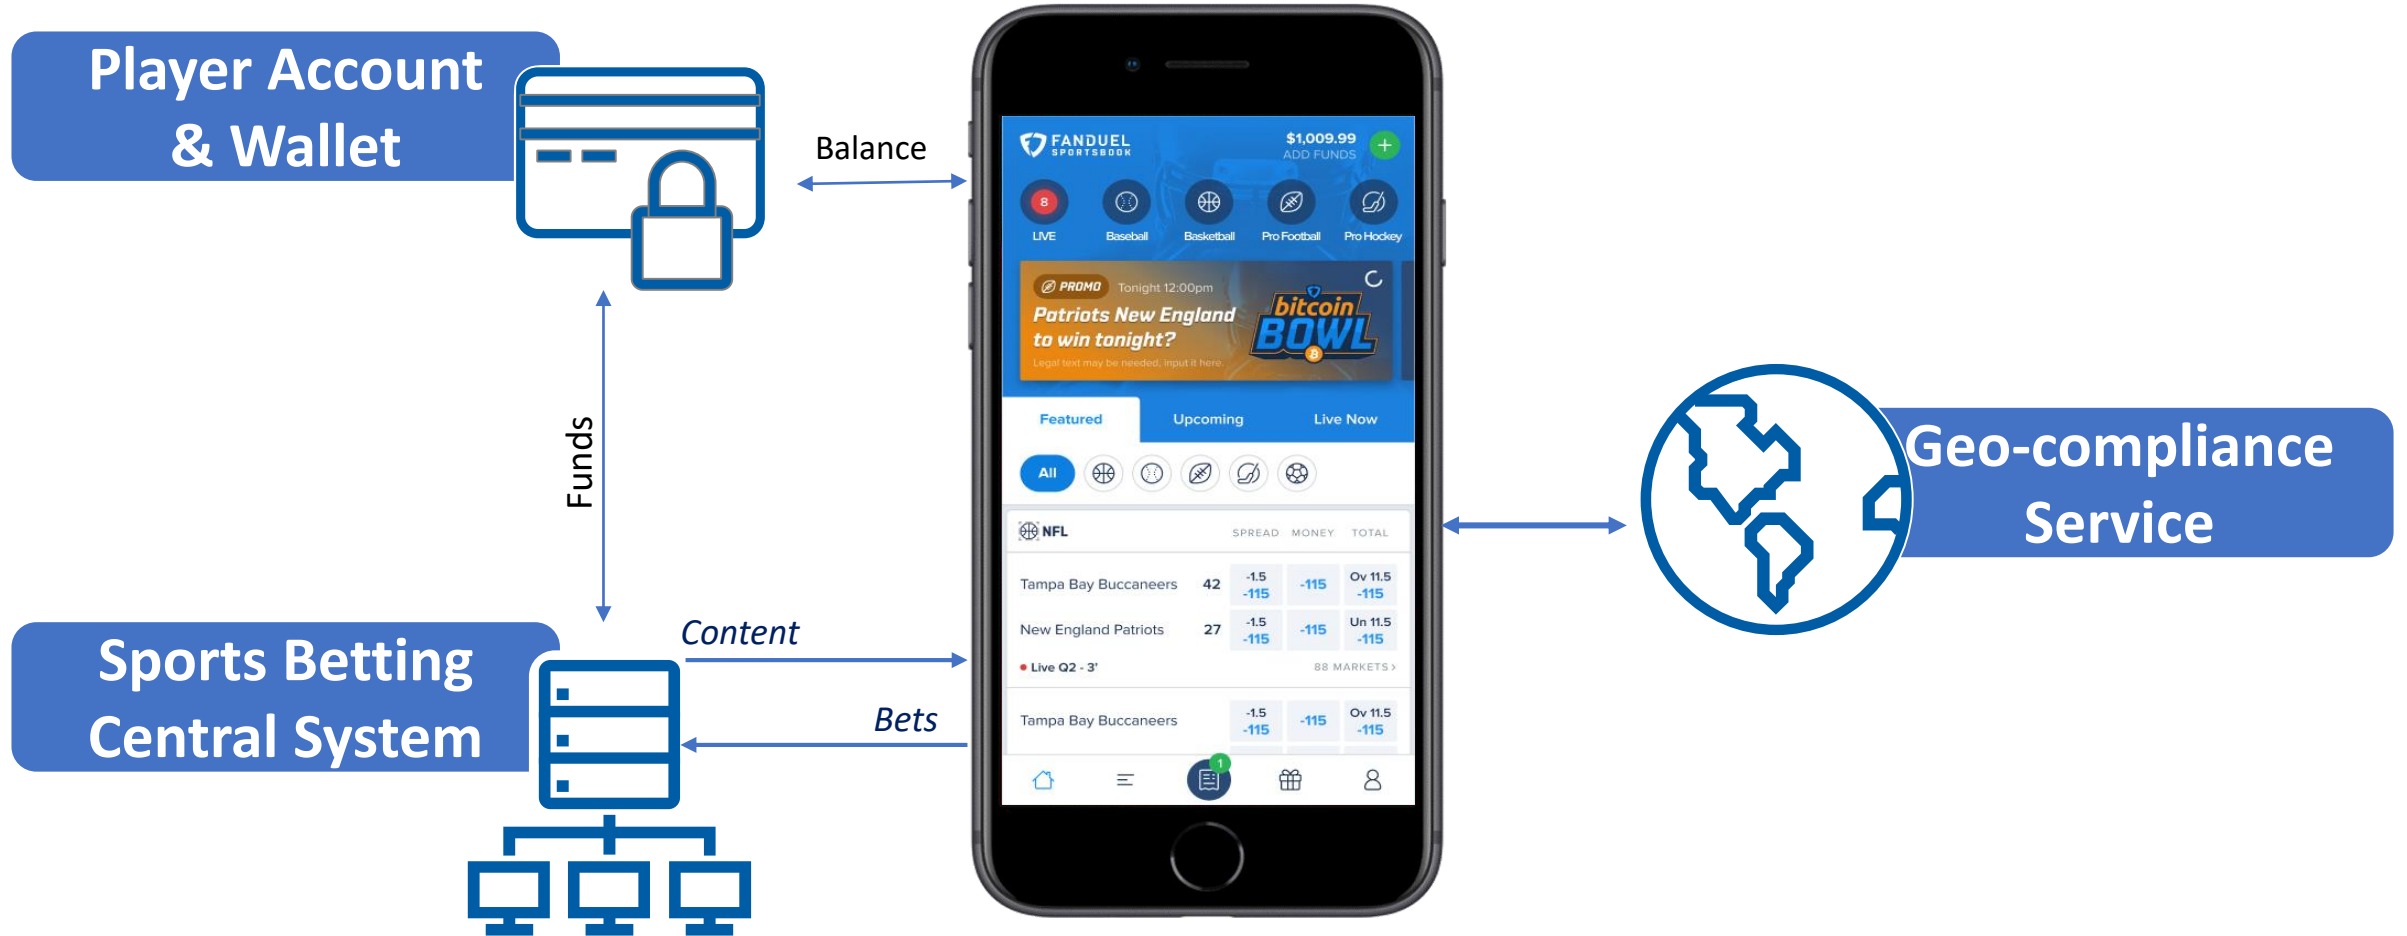 Player Account
& Wallet
Balance
Funds
Sports Betting
Central System
Content
Bets
FANDUEL
SPORTSBOOK
$1,009.99
ADD FUNDS
+
8
LIVE
Baseball
Basketball
Pro Football
Pro Hockey
PROMO
Tonight 12:00pm
Patriots New England
to win tonight?
Legal text may be needed, input it here.
bitcoin
BOWL
B
Featured
Upcoming
Live Now
All
NFL
SPREAD
MONEY
TOTAL
Tampa Bay Buccaneers
42
-1.5
-115
-115
Ov 11.5
-115
New England Patriots
27
-1.5
-115
-115
Un 11.5
-115
Live Q2 - 3'
88 MARKETS >
Tampa Bay Buccaneers
-1.5
-115
-115
Ov 11.5
-115
1
Geo-compliance
Service